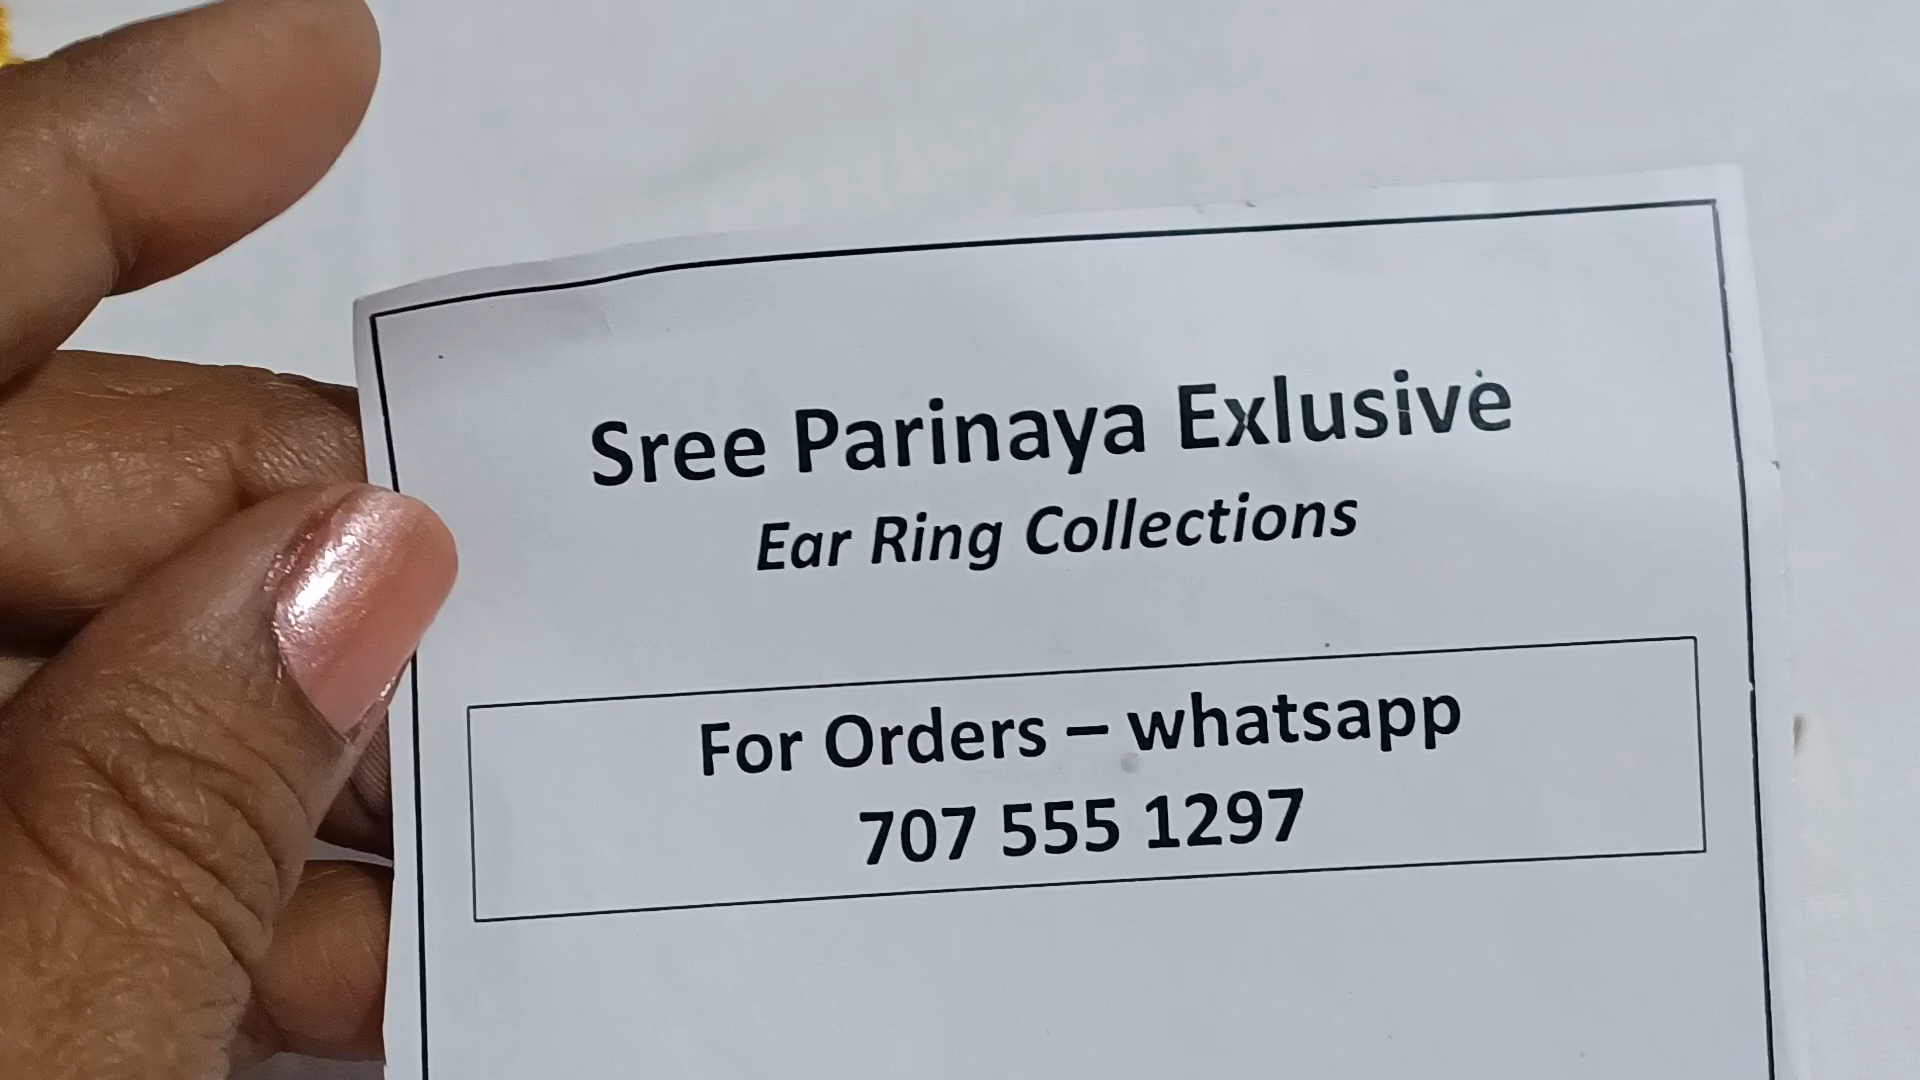 Sree Parinaya Exlusive
Ear Ring Collections
For Orders – whatsapp
707 555 1297